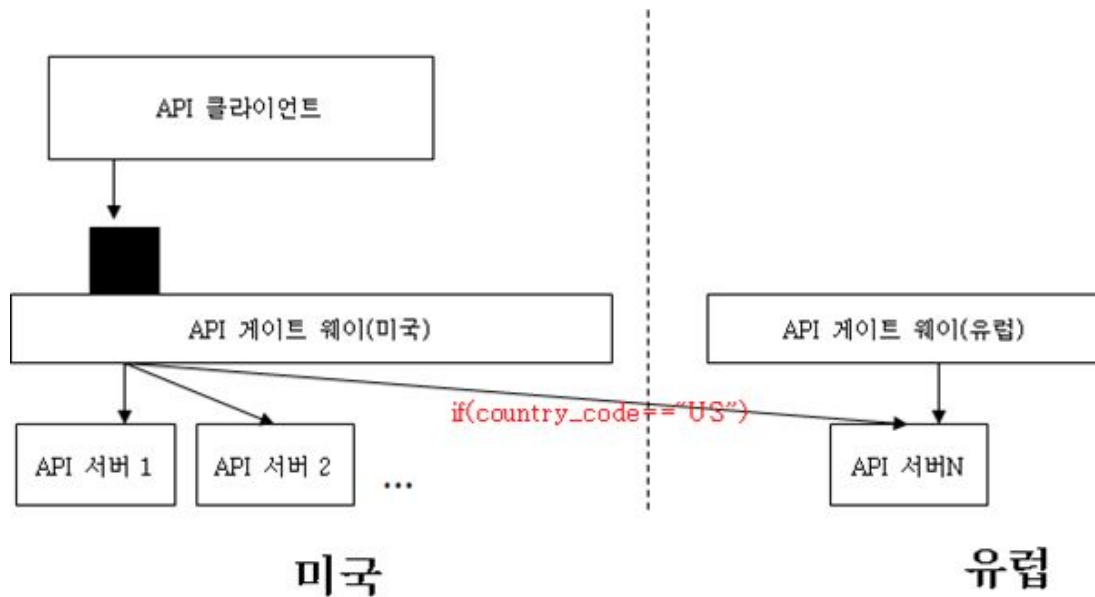 API 클라이언트
API 게이트 웨이(미국)
API 게이트 웨이(유럽)
if(country_code=="US")
API 서버 1
API 서버 2
...
API 서버N
미국
유럽